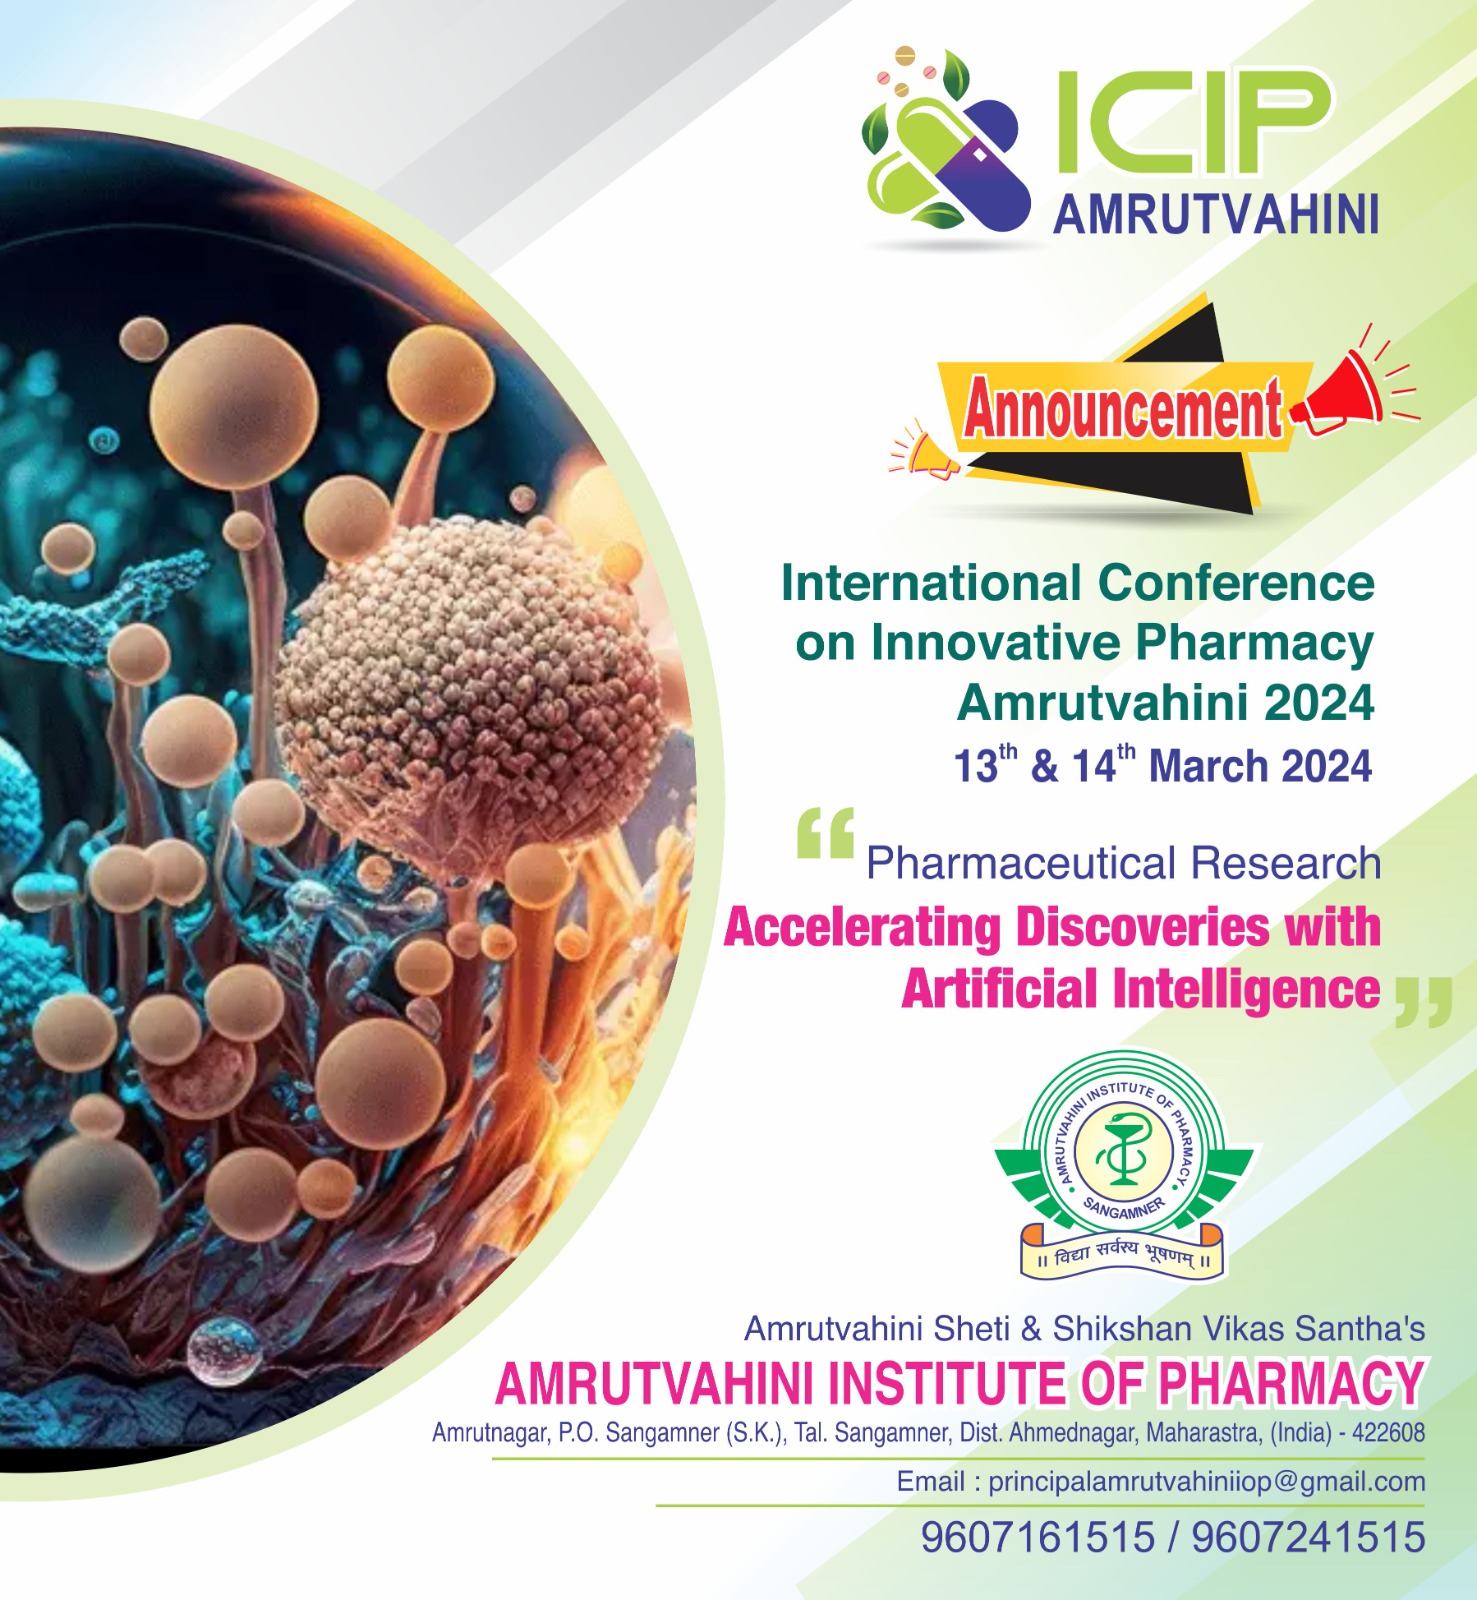 ICIP
AMRUTVAHINI
Announcement
International Conference
on Innovative Pharmacy
Amrutvahini 2024
13th & 14th March 2024
“ Pharmaceutical Research
Accelerating Discoveries with
Artificial Intelligence ”
AMRUTVAHINI INSTITUTE OF PHARMACY,
• SANGAMNER •
॥ विद्या सर्वस्य भूषणम् ॥
Amrutvahini Sheti & Shikshan Vikas Santha's
AMRUTVAHINI INSTITUTE OF PHARMACY
Amrutnagar, P.O. Sangamner (S.K.), Tal. Sangamner, Dist. Ahmednagar, Maharastra, (India) - 422608
Email : principalamrutvahiniiop@gmail.com
9607161515 / 9607241515